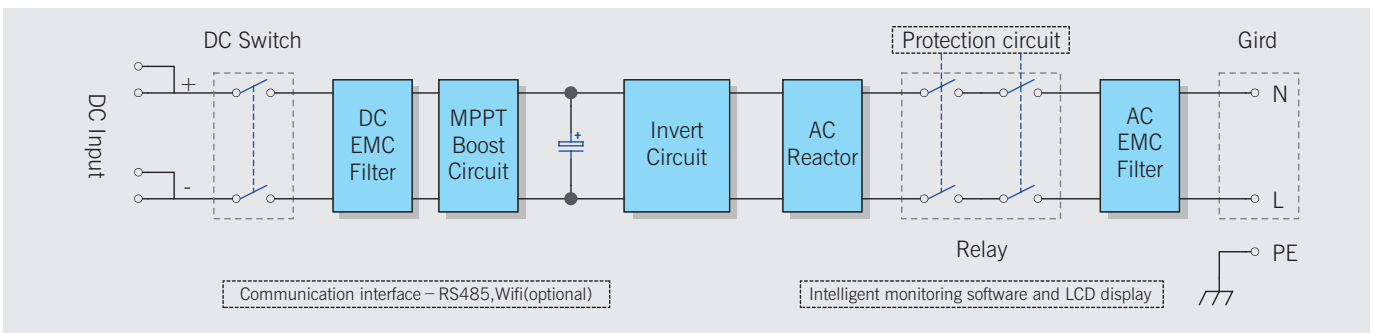 DC Switch
Protection circuit
Gird
DC Input
+
-
DC
EMC
Filter
MPPT
Boost
Circuit
+
Invert
Circuit
AC
Reactor
AC
EMC
Filter
N
L
Relay
PE
Communication interface – RS485,Wifi(optional)
Intelligent monitoring software and LCD display